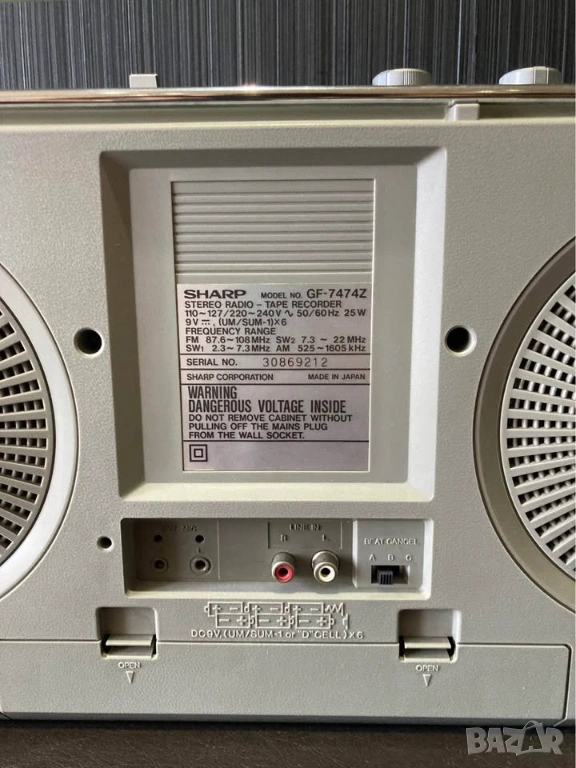 SHARP MODEL NO. GF-7474Z
STEREO RADIO - TAPE RECORDER
110~127/220~240V ∿ 50/60Hz 25W
9V ⎓, (UM/SUM-1)×6
FREQUENCY RANGE
FM 87.6~108MHz SW2 7.3 ~ 22MHz
SW1 2.3~7.3MHz AM 525~1605kHz
SERIAL NO. 30869212
SHARP CORPORATION MADE IN JAPAN
WARNING
DANGEROUS VOLTAGE INSIDE
DO NOT REMOVE CABINET WITHOUT
PULLING OFF THE MAINS PLUG
FROM THE WALL SOCKET.
LINE IN
R L
BEAT CANCEL
A B C
DC9V,(UM/SUM-1 or "D" CELL)×6
OPEN OPEN
BAZAR